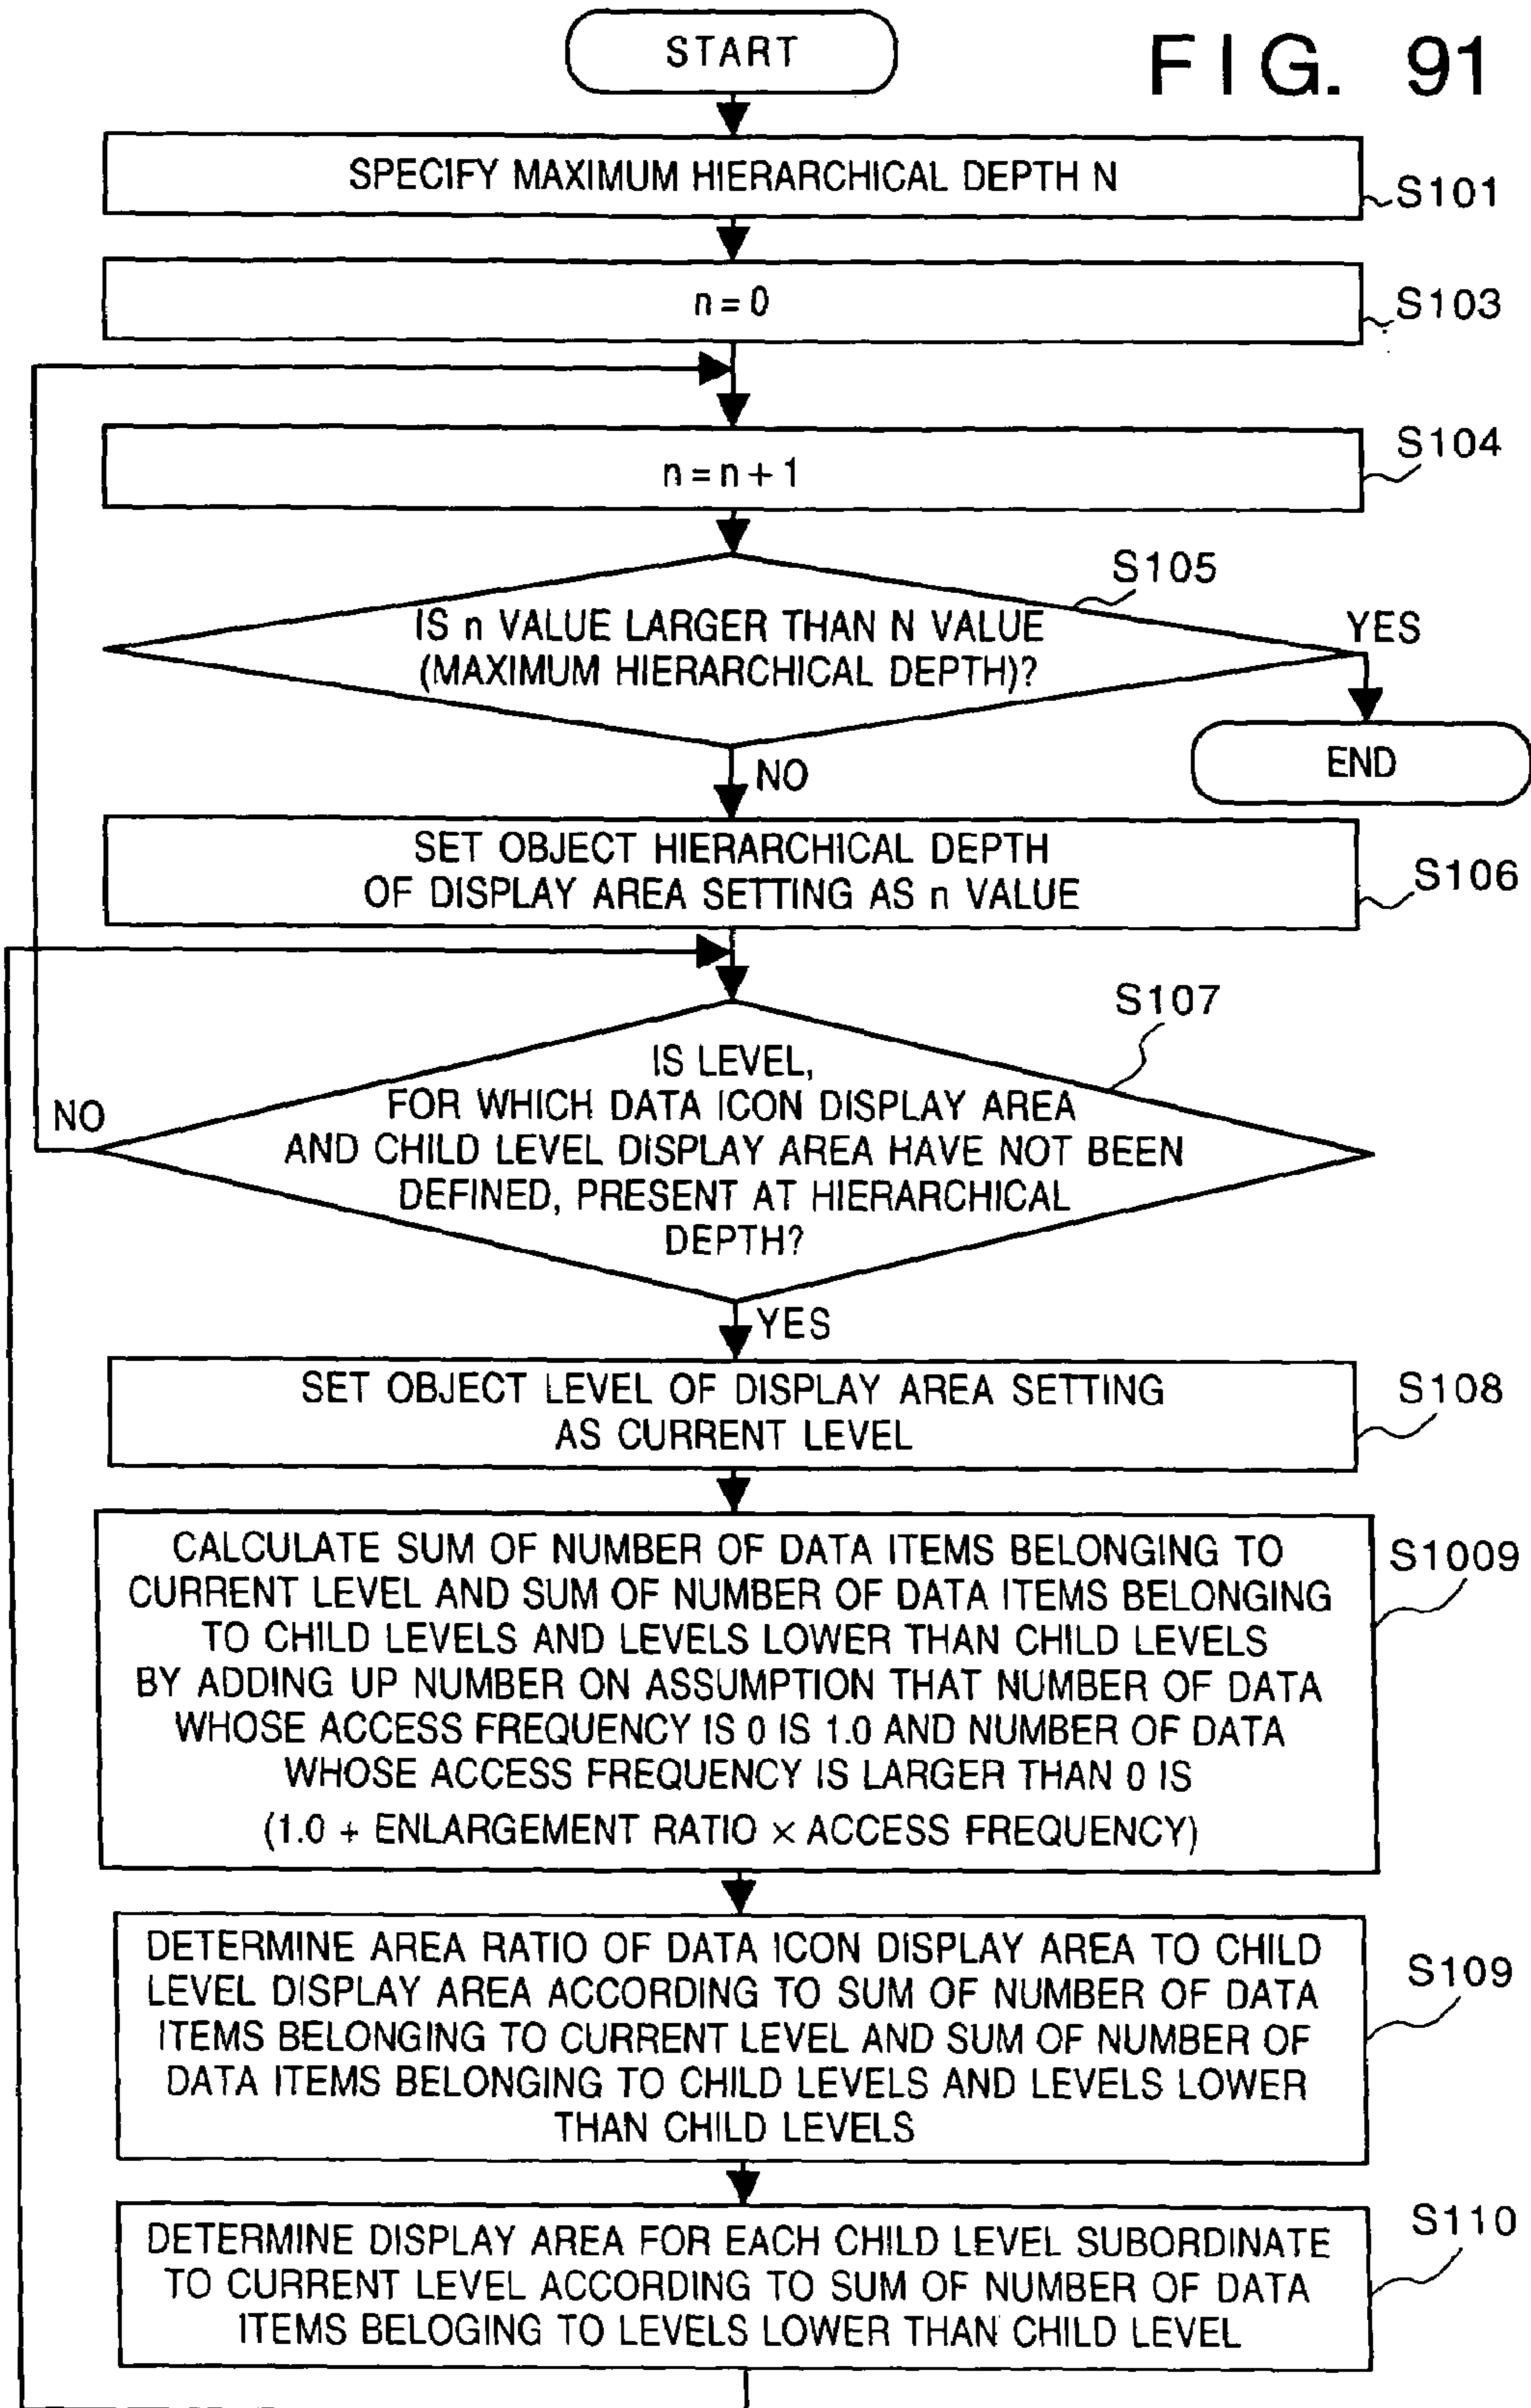 START
FIG. 91
SPECIFY MAXIMUM HIERARCHICAL DEPTH N
S101
n = 0
S103
n = n + 1
S104
S105
IS n VALUE LARGER THAN N VALUE
(MAXIMUM HIERARCHICAL DEPTH)?
YES
END
NO
SET OBJECT HIERARCHICAL DEPTH
OF DISPLAY AREA SETTING AS n VALUE
S106
S107
IS LEVEL,
FOR WHICH DATA ICON DISPLAY AREA
AND CHILD LEVEL DISPLAY AREA HAVE NOT BEEN
DEFINED, PRESENT AT HIERARCHICAL
DEPTH?
NO
YES
SET OBJECT LEVEL OF DISPLAY AREA SETTING
AS CURRENT LEVEL
S108
CALCULATE SUM OF NUMBER OF DATA ITEMS BELONGING TO
CURRENT LEVEL AND SUM OF NUMBER OF DATA ITEMS BELONGING
TO CHILD LEVELS AND LEVELS LOWER THAN CHILD LEVELS
BY ADDING UP NUMBER ON ASSUMPTION THAT NUMBER OF DATA
WHOSE ACCESS FREQUENCY IS 0 IS 1.0 AND NUMBER OF DATA
WHOSE ACCESS FREQUENCY IS LARGER THAN 0 IS
(1.0 + ENLARGEMENT RATIO × ACCESS FREQUENCY)
S1009
DETERMINE AREA RATIO OF DATA ICON DISPLAY AREA TO CHILD
LEVEL DISPLAY AREA ACCORDING TO SUM OF NUMBER OF DATA
ITEMS BELONGING TO CURRENT LEVEL AND SUM OF NUMBER OF
DATA ITEMS BELONGING TO CHILD LEVELS AND LEVELS LOWER
THAN CHILD LEVELS
S109
DETERMINE DISPLAY AREA FOR EACH CHILD LEVEL SUBORDINATE
TO CURRENT LEVEL ACCORDING TO SUM OF NUMBER OF DATA
ITEMS BELOGING TO LEVELS LOWER THAN CHILD LEVEL
S110